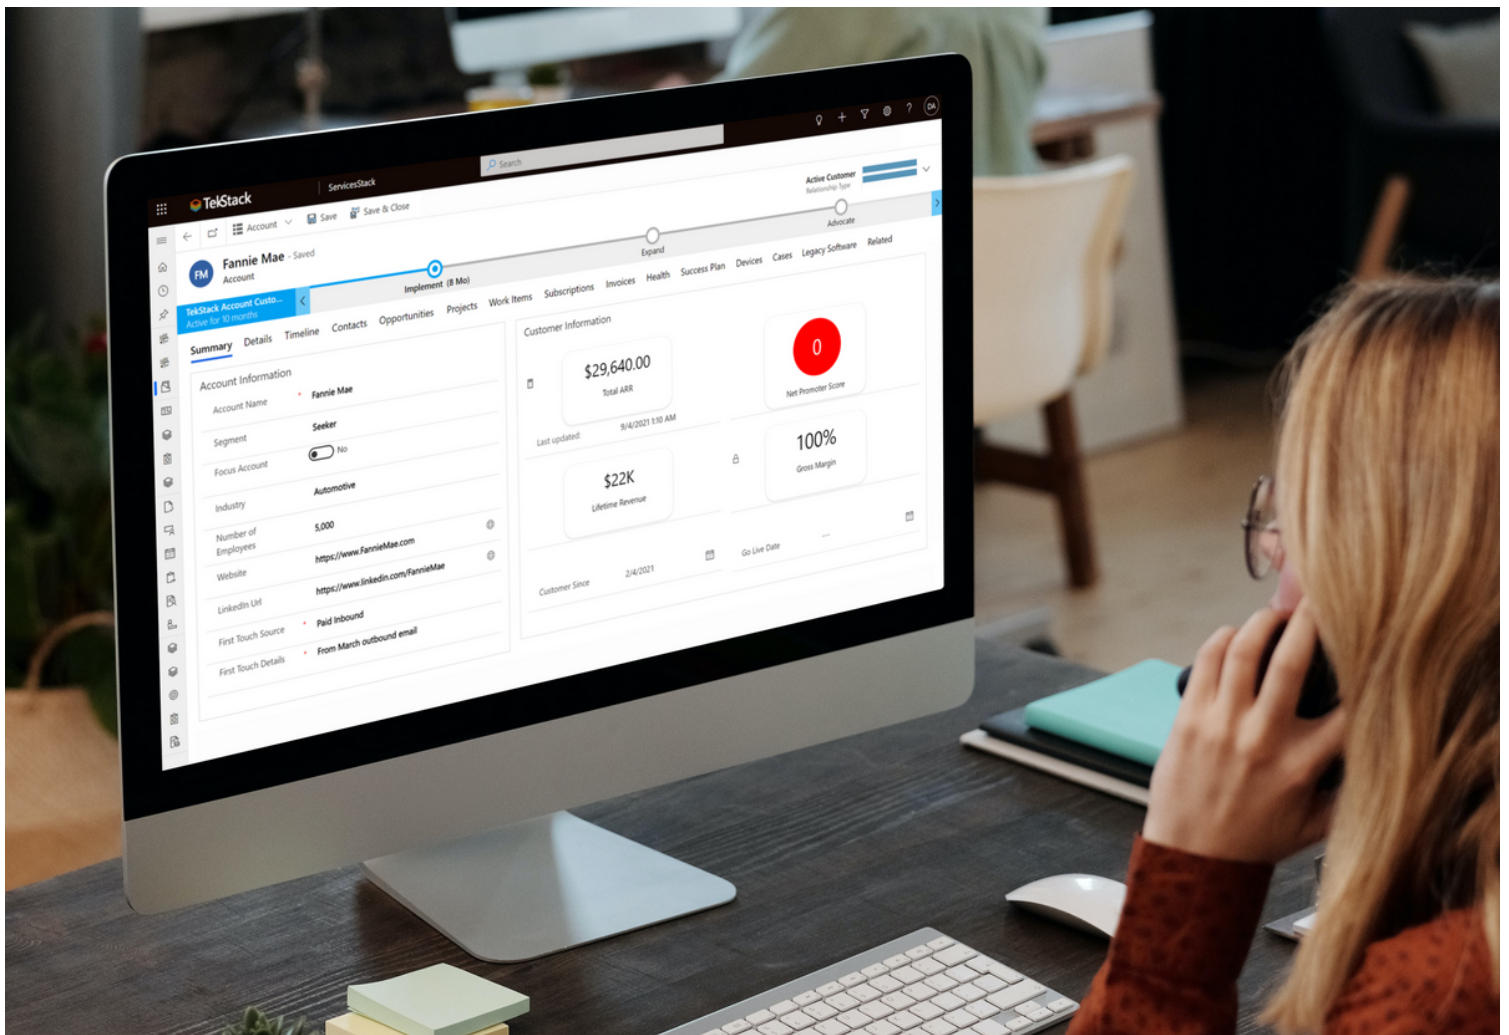 TekStack
ServicesStack
Search
DA
Account
Save
Save & Close
Active Customer
Relationship Type
FM
Fannie Mae - Saved
Account
TekStack Account Custo...
Active for 10 months
Implement (8 Mo)
Expand
Advocate
Summary Details Timeline Contacts Opportunities Projects Work Items Subscriptions Invoices Health Success Plan Devices Cases Legacy Software Related
Account Information
Account Name * Fannie Mae
Segment Seeker
Focus Account No
Industry Automotive
Number of Employees 5,000
Website https://www.FannieMae.com
LinkedIn Url https://www.linkedin.com/FannieMae
First Touch Source * Paid Inbound
First Touch Details * From March outbound email
Customer Information
$29,640.00
Total ARR
Last updated: 9/4/2021 1:10 AM
0
Net Promoter Score
$22K
Lifetime Revenue
100%
Gross Margin
Customer Since 2/4/2021
Go Live Date ---